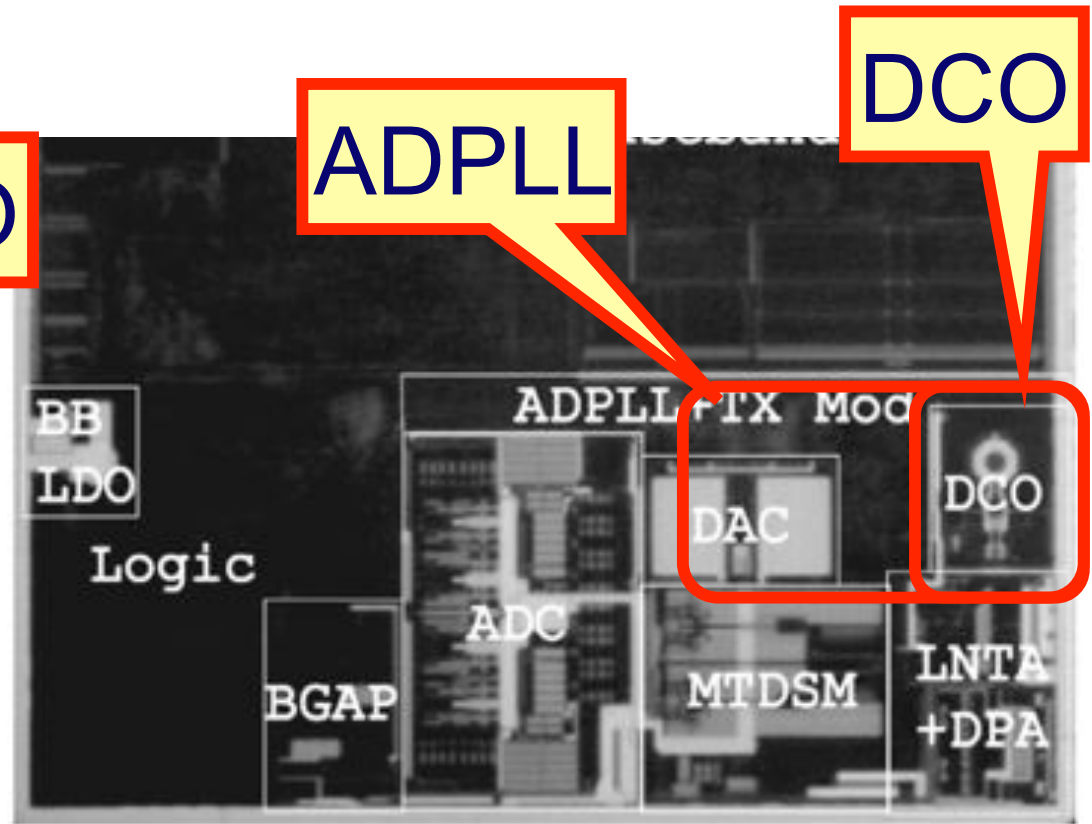 DCO
ADPLL
ADPLL+TX Mod
BB
LDO
DCO
DAC
Logic
ADC
LNTA
+DPA
BGAP
MTDSM